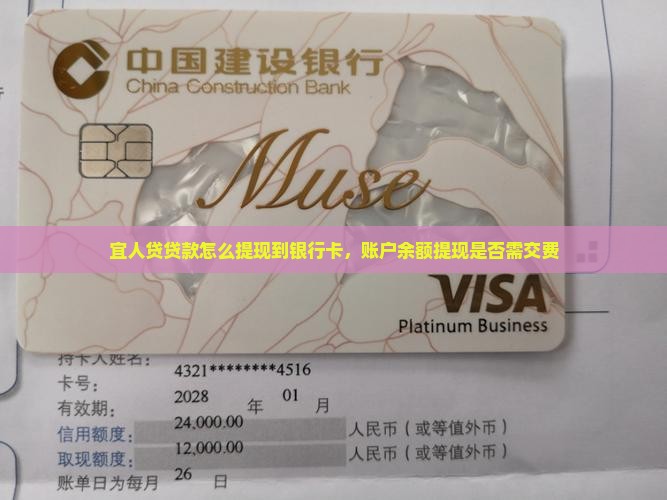 中国建设银行
China Construction Bank
Muse
宜人贷贷款怎么提现到银行卡，账户余额提现是否需交费
VISA
Platinum Business
持卡人姓名：
卡号： 4321********4516
有效期： 2028 年 01 月
信用额度： 24,000.00 人民币（或等值外币）
取现额度： 12,000.00 人民币（或等值外币）
账单日为每月 26 日